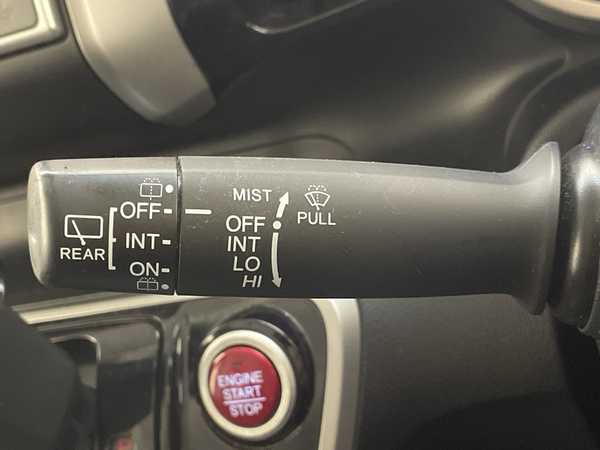 OFF
REAR
INT
ON
MIST
OFF
INT
LO
HI
PULL
ENGINE
START
STOP